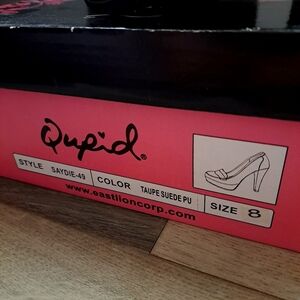 Qupid®
STYLE SAYDIE-49 COLOR TAUPE SUEDE PU SIZE 8
www.eastlioncorp.com